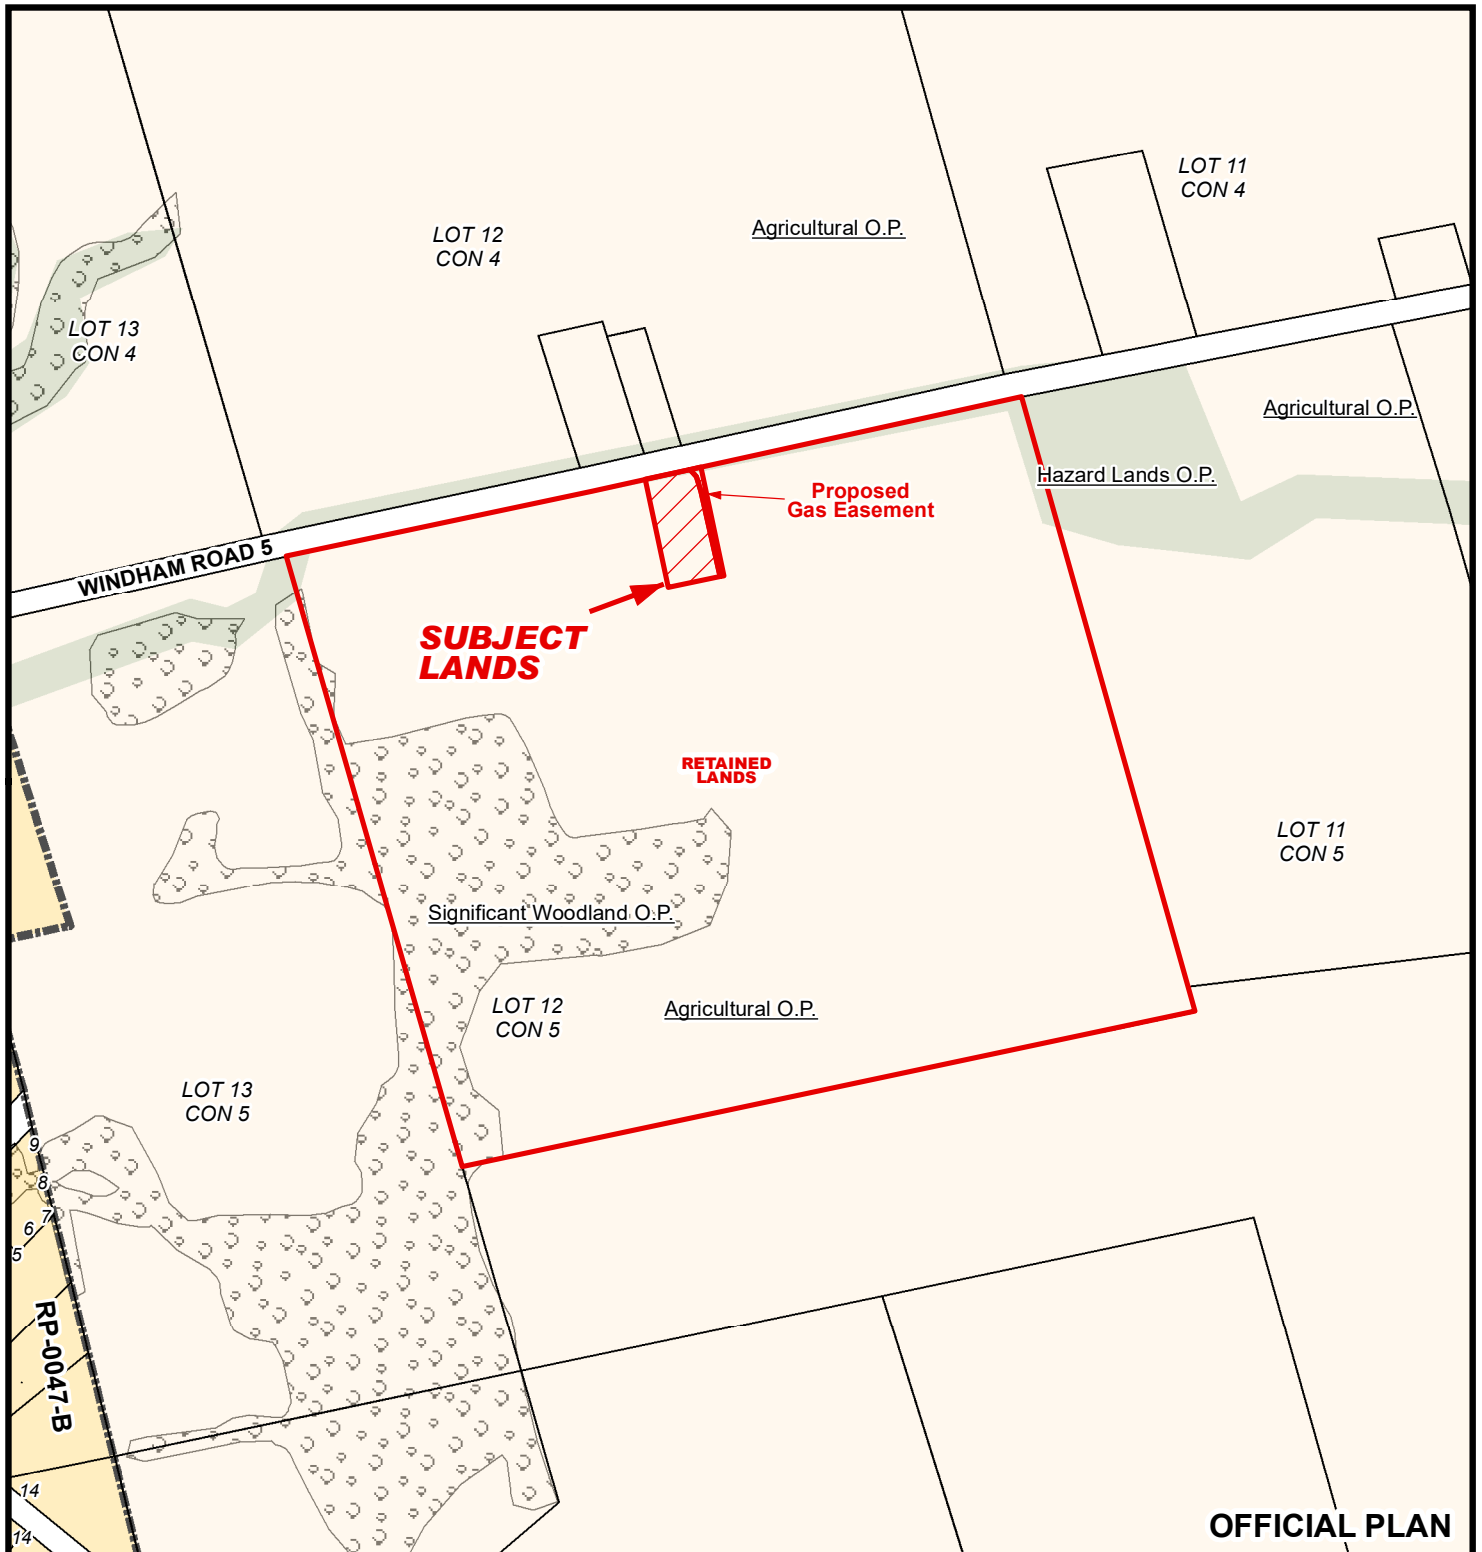 LOT 11
CON 4
LOT 12
CON 4
Agricultural O.P.
LOT 13
CON 4
Agricultural O.P.
Hazard Lands O.P.
Proposed
Gas Easement
WINDHAM ROAD 5
SUBJECT
LANDS
RETAINED
LANDS
LOT 11
CON 5
Significant Woodland O.P.
LOT 12
CON 5
Agricultural O.P.
LOT 13
CON 5
9
8
7
6
5
RP-0047-B
14
14
OFFICIAL PLAN